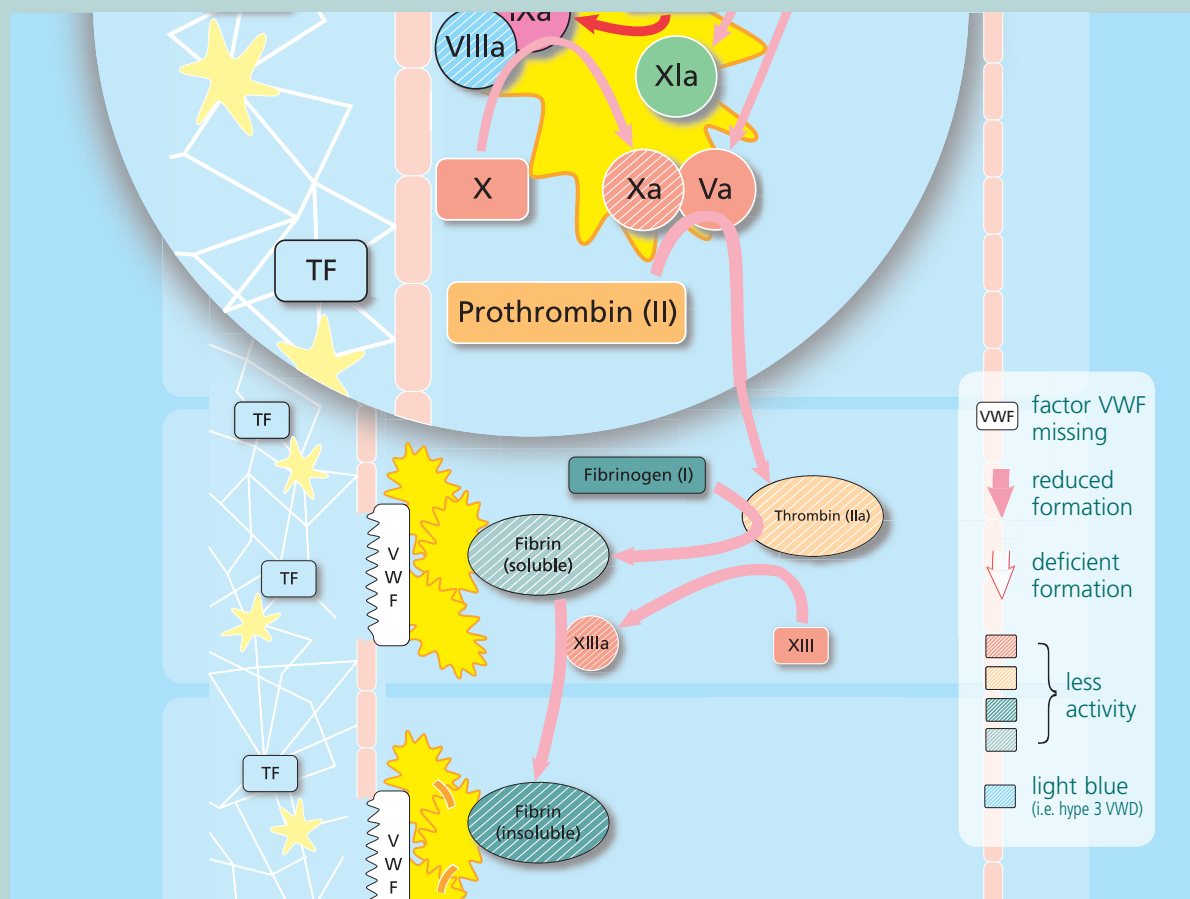 IXa
VIIIa
XIa
X
Xa
Va
TF
Prothrombin (II)
TF
Fibrinogen (I)
Thrombin (IIa)
V
W
F
Fibrin
(soluble)
TF
XIIIa
XIII
TF
Fibrin
(insoluble)
V
W
F
VWF
factor VWF
missing
reduced
formation
deficient
formation
less
activity
light blue
(i.e. hype 3 VWD)